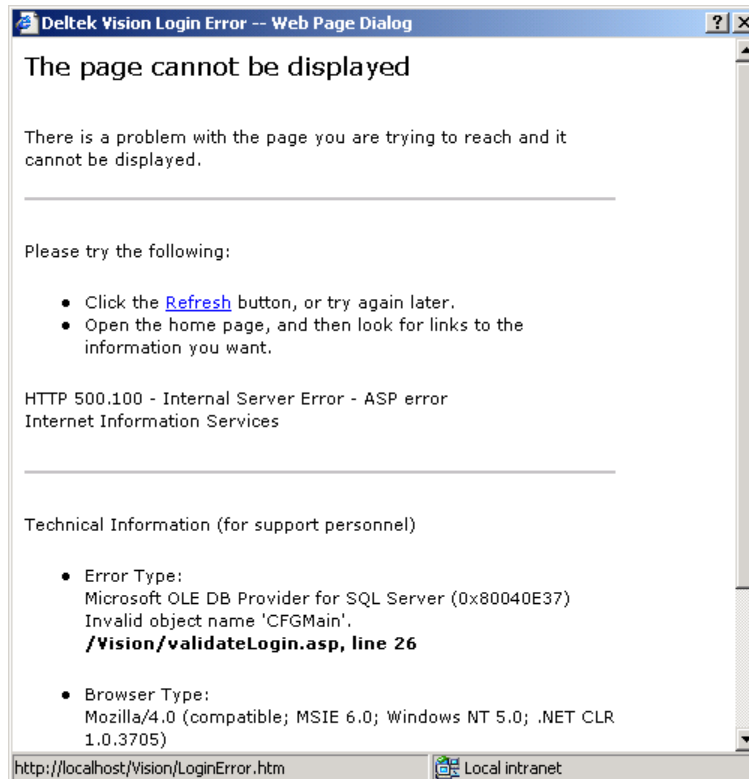 Deltek Vision Login Error -- Web Page Dialog
The page cannot be displayed
There is a problem with the page you are trying to reach and it
cannot be displayed.
Please try the following:
● Click the Refresh button, or try again later.
● Open the home page, and then look for links to the
information you want.
HTTP 500.100 - Internal Server Error - ASP error
Internet Information Services
Technical Information (for support personnel)
● Error Type:
Microsoft OLE DB Provider for SQL Server (0x80040E37)
Invalid object name 'CFGMain'.
/Vision/validateLogin.asp, line 26
● Browser Type:
Mozilla/4.0 (compatible; MSIE 6.0; Windows NT 5.0; .NET CLR
1.0.3705)
http://localhost/Vision/LoginError.htm
Local intranet